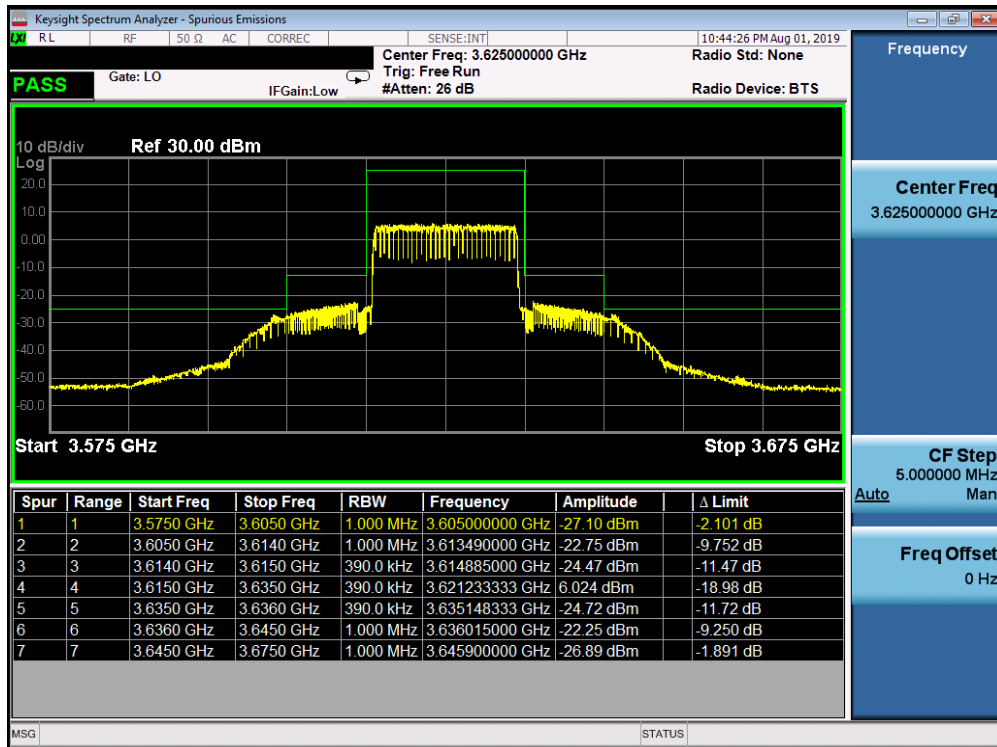 Keysight Spectrum Analyzer - Spurious Emissions
LXI RL RF 50 Ω AC CORREC SENSE:INT 10:44:26 PM Aug 01, 2019
Center Freq: 3.625000000 GHz Radio Std: None
PASS Gate: LO Trig: Free Run
IFGain:Low #Atten: 26 dB Radio Device: BTS
Frequency
10 dB/div Ref 30.00 dBm
Log
20.0
10.0
0.00
-10.0
-20.0
-30.0
-40.0
-50.0
-60.0
Start 3.575 GHz Stop 3.675 GHz
Center Freq
3.625000000 GHz
CF Step
5.000000 MHz
Auto Man
Freq Offset
0 Hz
Spur Range Start Freq Stop Freq RBW Frequency Amplitude Δ Limit
1 1 3.5750 GHz 3.6050 GHz 1.000 MHz 3.605000000 GHz -27.10 dBm -2.101 dB
2 2 3.6050 GHz 3.6140 GHz 1.000 MHz 3.613490000 GHz -22.75 dBm -9.752 dB
3 3 3.6140 GHz 3.6150 GHz 390.0 kHz 3.614885000 GHz -24.47 dBm -11.47 dB
4 4 3.6150 GHz 3.6350 GHz 390.0 kHz 3.621233333 GHz 6.024 dBm -18.98 dB
5 5 3.6350 GHz 3.6360 GHz 390.0 kHz 3.635148333 GHz -24.72 dBm -11.72 dB
6 6 3.6360 GHz 3.6450 GHz 1.000 MHz 3.636015000 GHz -22.25 dBm -9.250 dB
7 7 3.6450 GHz 3.6750 GHz 1.000 MHz 3.645900000 GHz -26.89 dBm -1.891 dB
MSG STATUS